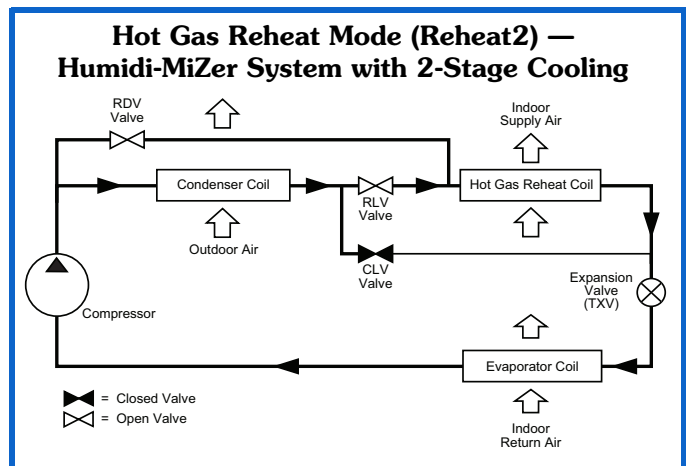 Hot Gas Reheat Mode (Reheat2) —
Humidi-MiZer System with 2-Stage Cooling
RDV
Valve
Indoor
Supply Air
Condenser Coil
RLV
Valve
Hot Gas Reheat Coil
Outdoor Air
CLV
Valve
Expansion
Valve
(TXV)
Compressor
Evaporator Coil
= Closed Valve
= Open Valve
Indoor
Return Air